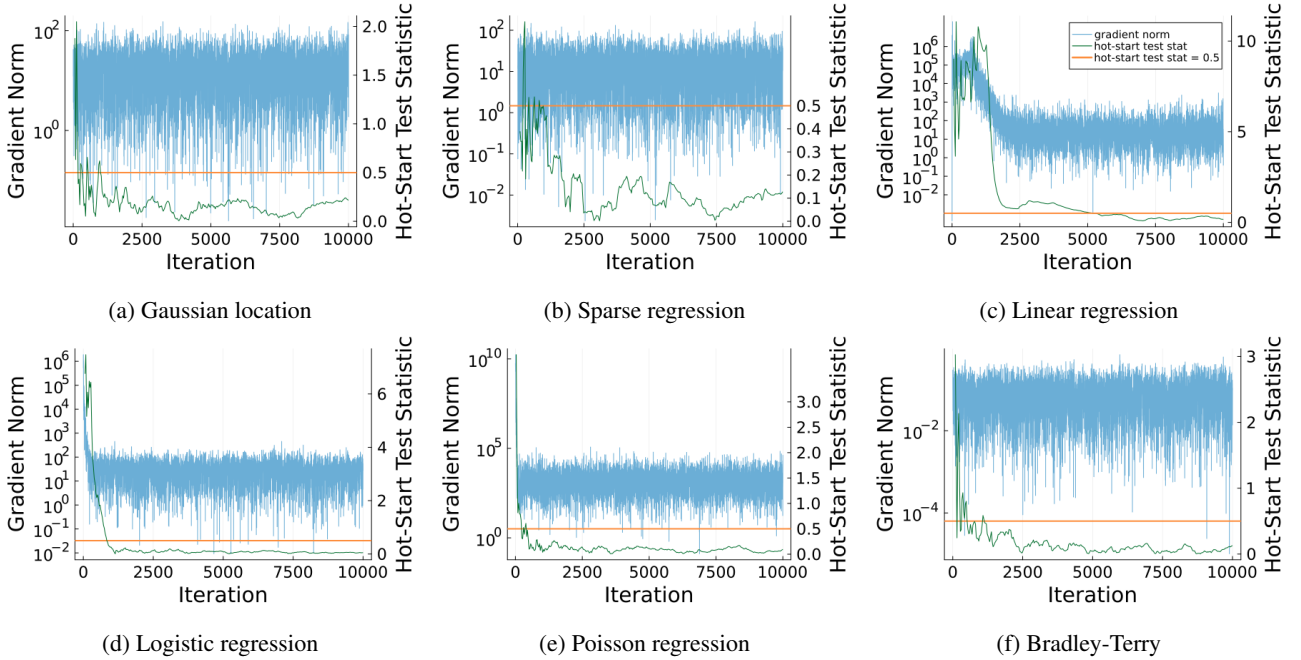 Gradient Norm
10²
10⁰
2.0
1.5
1.0
0.5
0.0
Hot-Start Test Statistic
0 2500 5000 7500 10000
Iteration
(a) Gaussian location
Gradient Norm
10²
10¹
10⁰
10⁻¹
10⁻²
0.5
0.4
0.3
0.2
0.1
0.0
Hot-Start Test Statistic
0 2500 5000 7500 10000
Iteration
(b) Sparse regression
Gradient Norm
10⁶
10⁵
10⁴
10³
10²
10¹
10⁰
10⁻¹
10⁻²
gradient norm
hot-start test stat
hot-start test stat = 0.5
10
5
0
Hot-Start Test Statistic
0 2500 5000 7500 10000
Iteration
(c) Linear regression
Gradient Norm
10⁶
10⁵
10⁴
10³
10²
10¹
10⁰
10⁻¹
10⁻²
6
4
2
0
Hot-Start Test Statistic
0 2500 5000 7500 10000
Iteration
(d) Logistic regression
Gradient Norm
10¹⁰
10⁵
10⁰
3.0
2.5
2.0
1.5
1.0
0.5
0.0
Hot-Start Test Statistic
0 2500 5000 7500 10000
Iteration
(e) Poisson regression
Gradient Norm
10⁻²
10⁻⁴
3
2
1
0
Hot-Start Test Statistic
0 2500 5000 7500 10000
Iteration
(f) Bradley-Terry